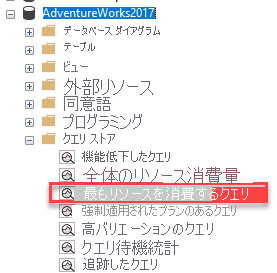 AdventureWorks2017
データベース ダイアグラム
テーブル
ビュー
外部リソース
同意語
プログラミング
クエリ ストア
機能低下したクエリ
全体のリソース消費量
最もリソースを消費するクエリ
強制適用されたプランのあるクエリ
高バリエーションのクエリ
クエリ待機統計
追跡したクエリ